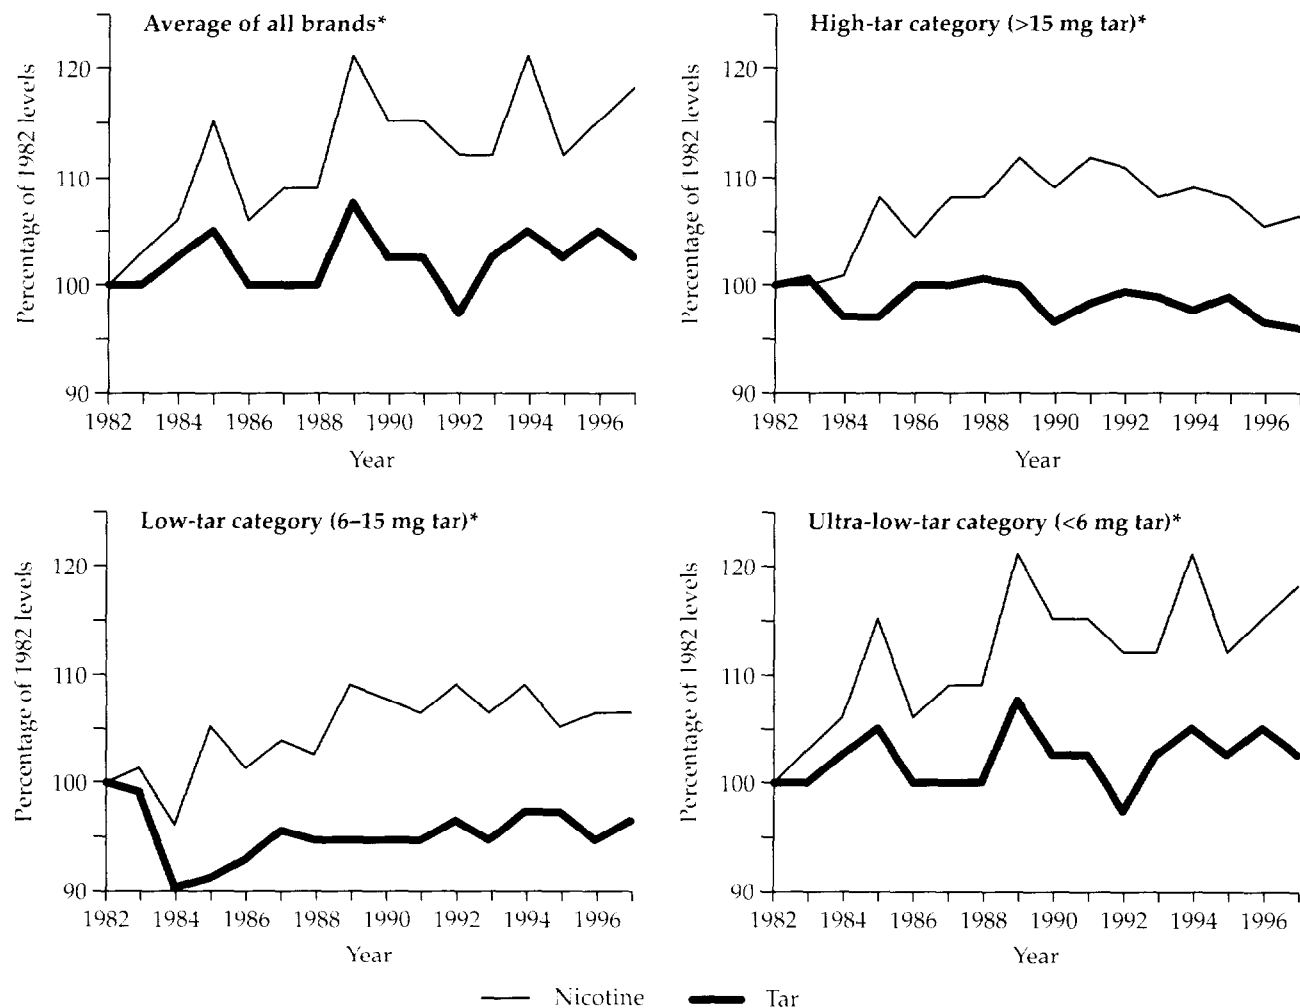 Average of all brands*
Percentage of 1982 levels
120
110
100
90
1982 1984 1986 1988 1990 1992 1994 1996
Year
High-tar category (>15 mg tar)*
Percentage of 1982 levels
120
110
100
90
1982 1984 1986 1988 1990 1992 1994 1996
Year
Low-tar category (6–15 mg tar)*
Percentage of 1982 levels
120
110
100
90
1982 1984 1986 1988 1990 1992 1994 1996
Year
Ultra-low-tar category (<6 mg tar)*
Percentage of 1982 levels
120
110
100
90
1982 1984 1986 1988 1990 1992 1994 1996
Year
Nicotine Tar